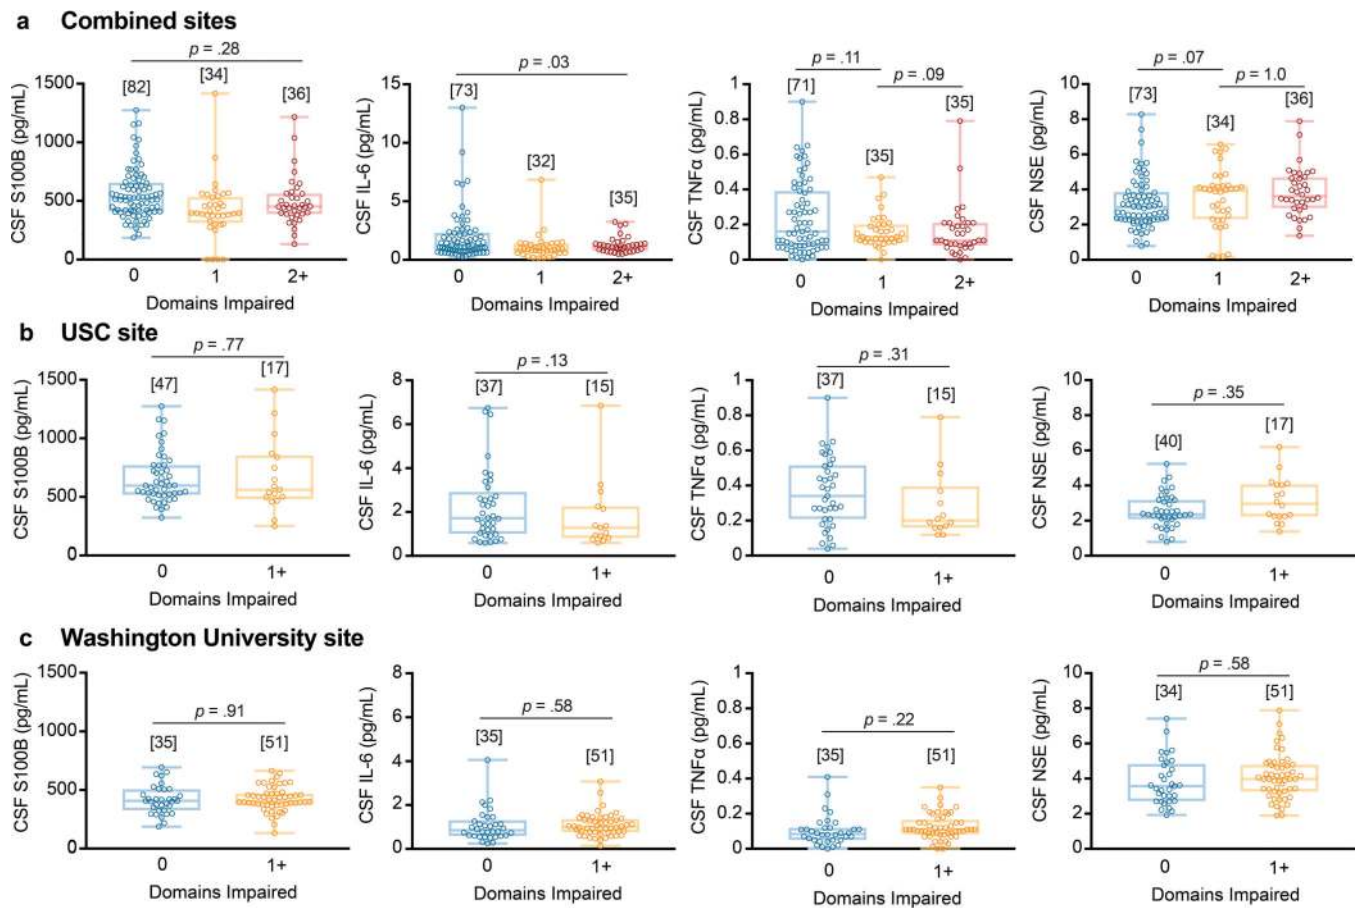 a Combined sites
CSF S100B (pg/mL)
1500
1000
500
0
p = .28
[82]
[34]
[36]
0 1 2+
Domains Impaired
CSF IL-6 (pg/mL)
15
10
5
0
p = .03
[73]
[32]
[35]
0 1 2+
Domains Impaired
CSF TNFα (pg/mL)
1
0.8
0.6
0.4
0.2
0
p = .11
p = .09
[71]
[35]
[35]
0 1 2+
Domains Impaired
CSF NSE (pg/mL)
10
8
6
4
2
0
p = .07
p = 1.0
[73]
[34]
[36]
0 1 2+
Domains Impaired
b USC site
CSF S100B (pg/mL)
1500
1000
500
0
p = .77
[47]
[17]
0 1+
Domains Impaired
CSF IL-6 (pg/mL)
8
6
4
2
0
p = .13
[37] [15]
0 1+
Domains Impaired
CSF TNFα (pg/mL)
1
0.8
0.6
0.4
0.2
0
p = .31
[37]
[15]
0 1+
Domains Impaired
CSF NSE (pg/mL)
10
8
6
4
2
0
p = .35
[40]
[17]
0 1+
Domains Impaired
c Washington University site
CSF S100B (pg/mL)
1500
1000
500
0
p = .91
[35] [51]
0 1+
Domains Impaired
CSF IL-6 (pg/mL)
8
6
4
2
0
p = .58
[35]
[51]
0 1+
Domains Impaired
CSF TNFα (pg/mL)
1
0.8
0.6
0.4
0.2
0
p = .22
[35] [51]
0 1+
Domains Impaired
CSF NSE (pg/mL)
10
8
6
4
2
0
p = .58
[34] [51]
0 1+
Domains Impaired